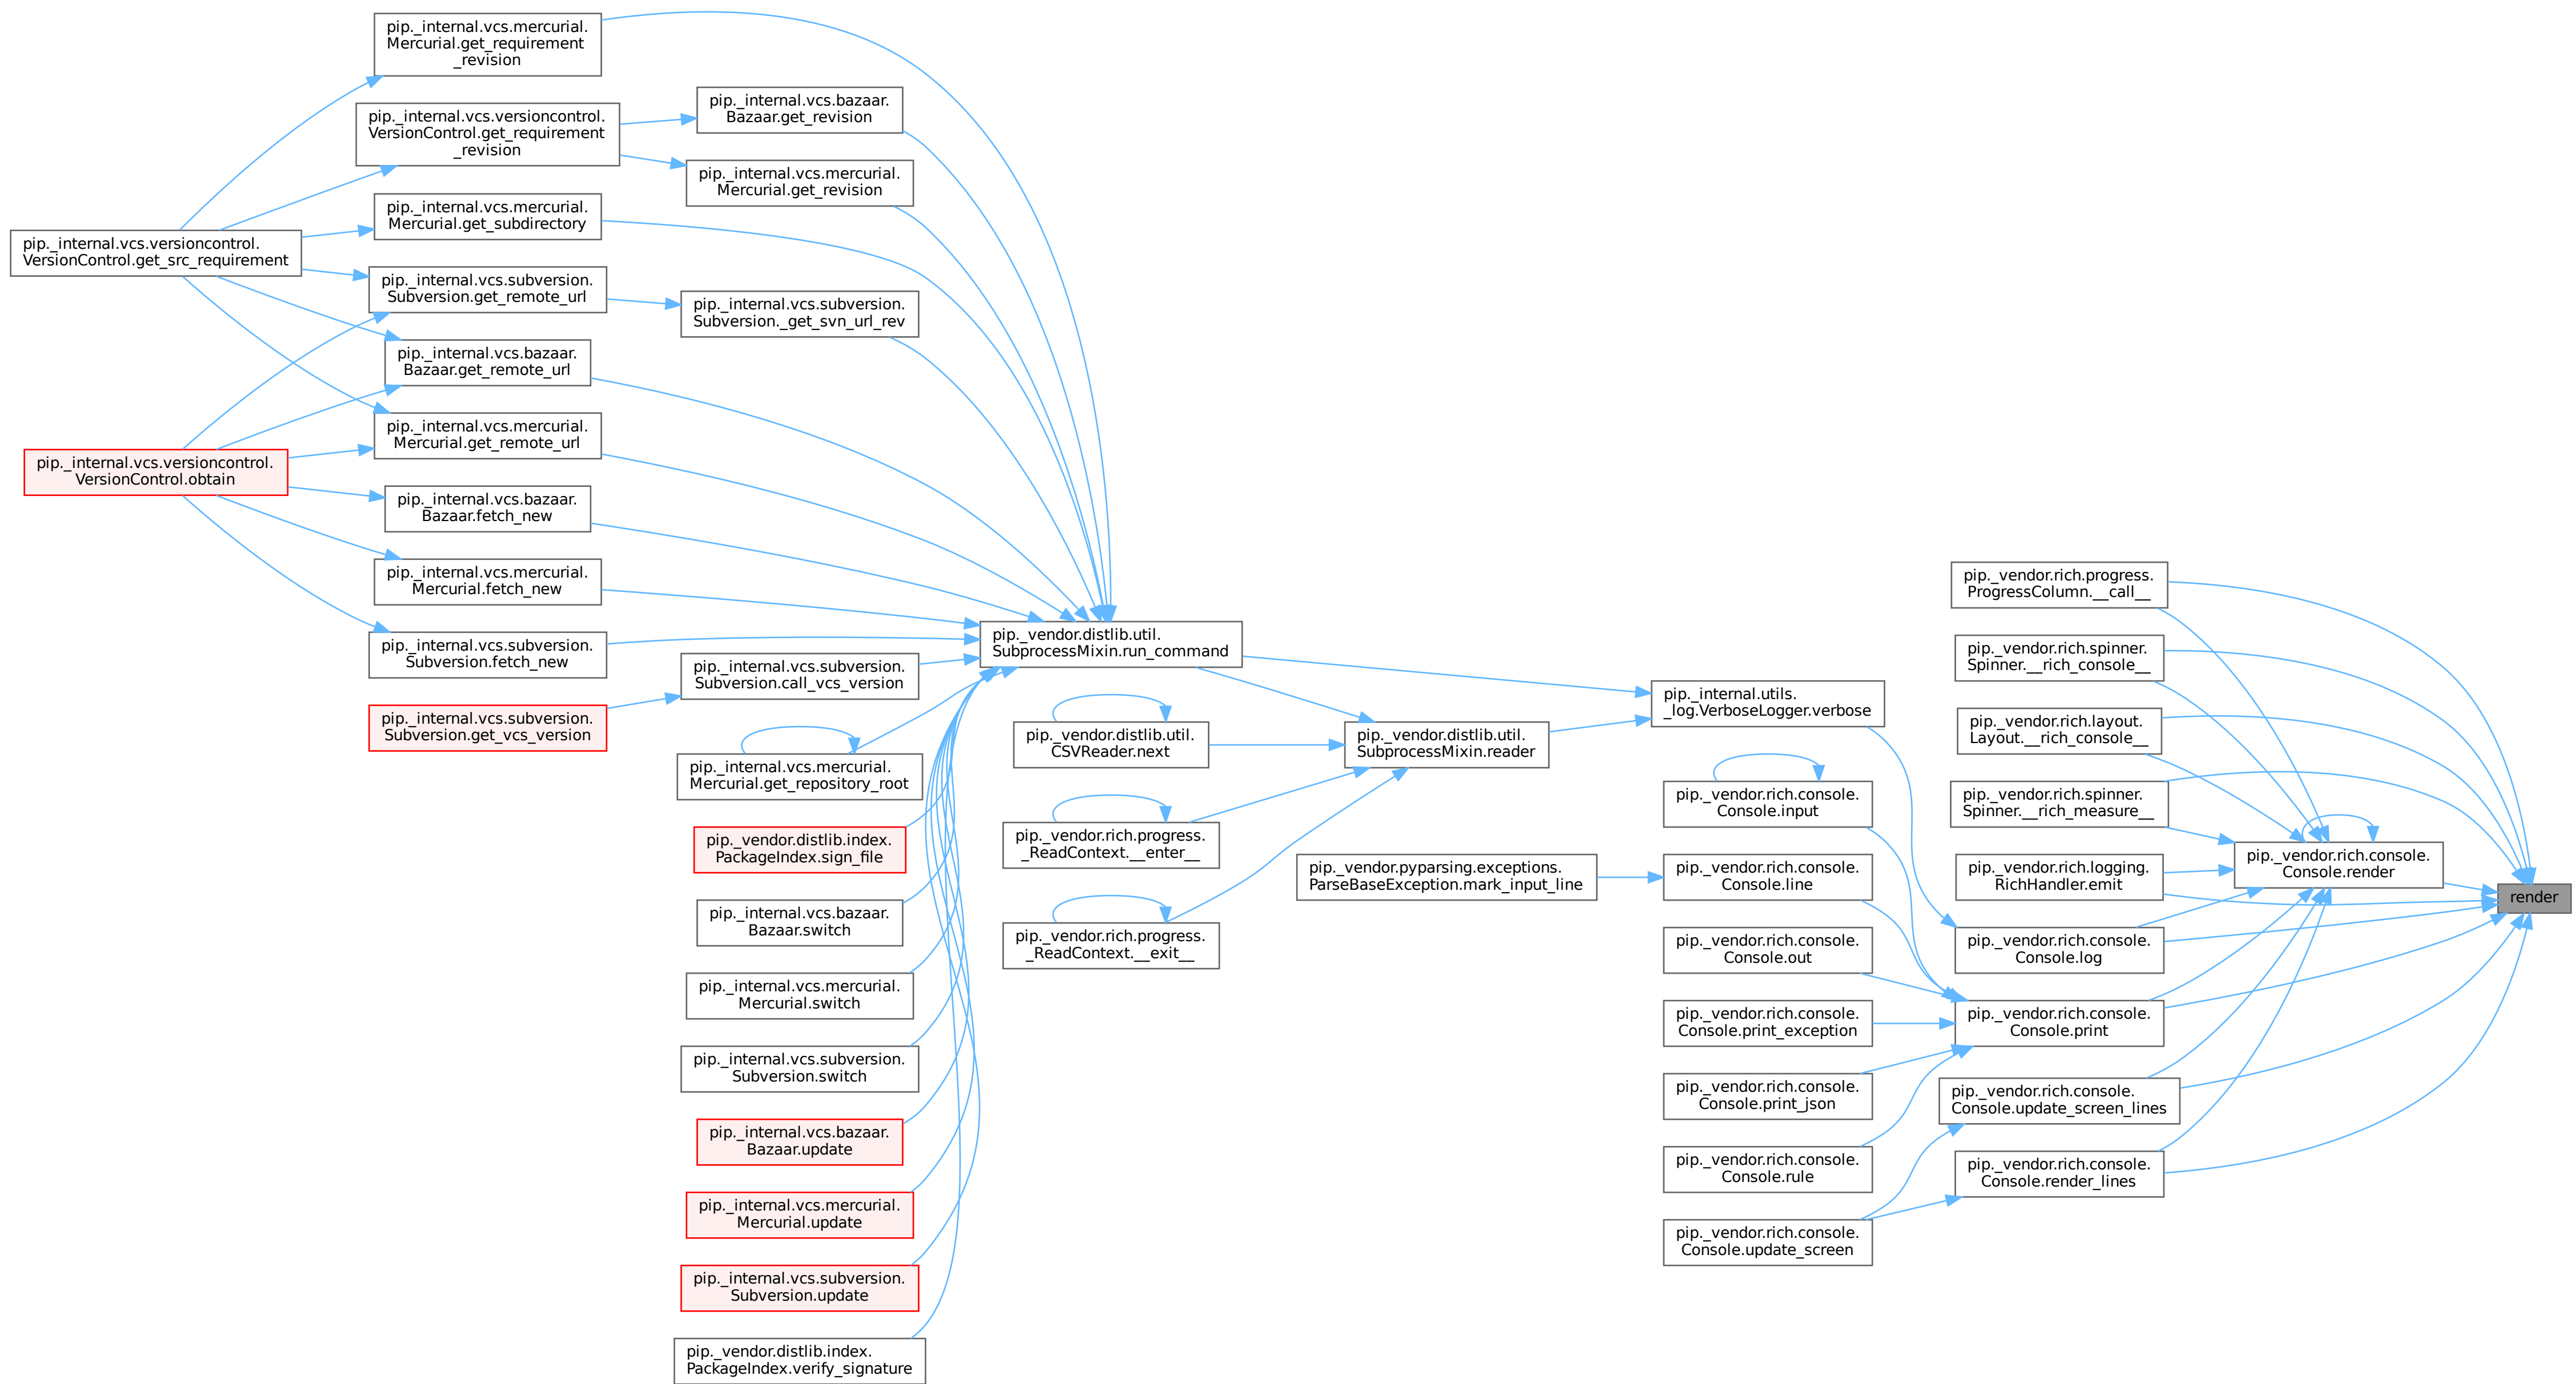 pip._internal.vcs.mercurial.
Mercurial.get_requirement
_revision
pip._internal.vcs.versioncontrol.
VersionControl.get_requirement
_revision
pip._internal.vcs.mercurial.
Mercurial.get_subdirectory
pip._internal.vcs.versioncontrol.
VersionControl.get_src_requirement
pip._internal.vcs.subversion.
Subversion.get_remote_url
pip._internal.vcs.bazaar.
Bazaar.get_remote_url
pip._internal.vcs.mercurial.
Mercurial.get_remote_url
pip._internal.vcs.versioncontrol.
VersionControl.obtain
pip._internal.vcs.bazaar.
Bazaar.fetch_new
pip._internal.vcs.mercurial.
Mercurial.fetch_new
pip._internal.vcs.subversion.
Subversion.fetch_new
pip._internal.vcs.subversion.
Subversion.get_vcs_version
pip._internal.vcs.bazaar.
Bazaar.get_revision
pip._internal.vcs.mercurial.
Mercurial.get_revision
pip._internal.vcs.subversion.
Subversion._get_svn_url_rev
pip._internal.vcs.subversion.
Subversion.call_vcs_version
pip._internal.vcs.mercurial.
Mercurial.get_repository_root
pip._vendor.distlib.index.
PackageIndex.sign_file
pip._internal.vcs.bazaar.
Bazaar.switch
pip._internal.vcs.mercurial.
Mercurial.switch
pip._internal.vcs.subversion.
Subversion.switch
pip._internal.vcs.bazaar.
Bazaar.update
pip._internal.vcs.mercurial.
Mercurial.update
pip._internal.vcs.subversion.
Subversion.update
pip._vendor.distlib.index.
PackageIndex.verify_signature
pip._vendor.distlib.util.
SubprocessMixin.run_command
pip._vendor.distlib.util.
CSVReader.next
pip._vendor.rich.progress.
_ReadContext.__enter__
pip._vendor.rich.progress.
_ReadContext.__exit__
pip._vendor.distlib.util.
SubprocessMixin.reader
pip._vendor.pyparsing.exceptions.
ParseBaseException.mark_input_line
pip._internal.utils.
_log.VerboseLogger.verbose
pip._vendor.rich.console.
Console.input
pip._vendor.rich.console.
Console.line
pip._vendor.rich.console.
Console.out
pip._vendor.rich.console.
Console.print_exception
pip._vendor.rich.console.
Console.print_json
pip._vendor.rich.console.
Console.rule
pip._vendor.rich.console.
Console.update_screen
pip._vendor.rich.progress.
ProgressColumn.__call__
pip._vendor.rich.spinner.
Spinner.__rich_console__
pip._vendor.rich.layout.
Layout.__rich_console__
pip._vendor.rich.spinner.
Spinner.__rich_measure__
pip._vendor.rich.logging.
RichHandler.emit
pip._vendor.rich.console.
Console.log
pip._vendor.rich.console.
Console.print
pip._vendor.rich.console.
Console.update_screen_lines
pip._vendor.rich.console.
Console.render_lines
pip._vendor.rich.console.
Console.render
render